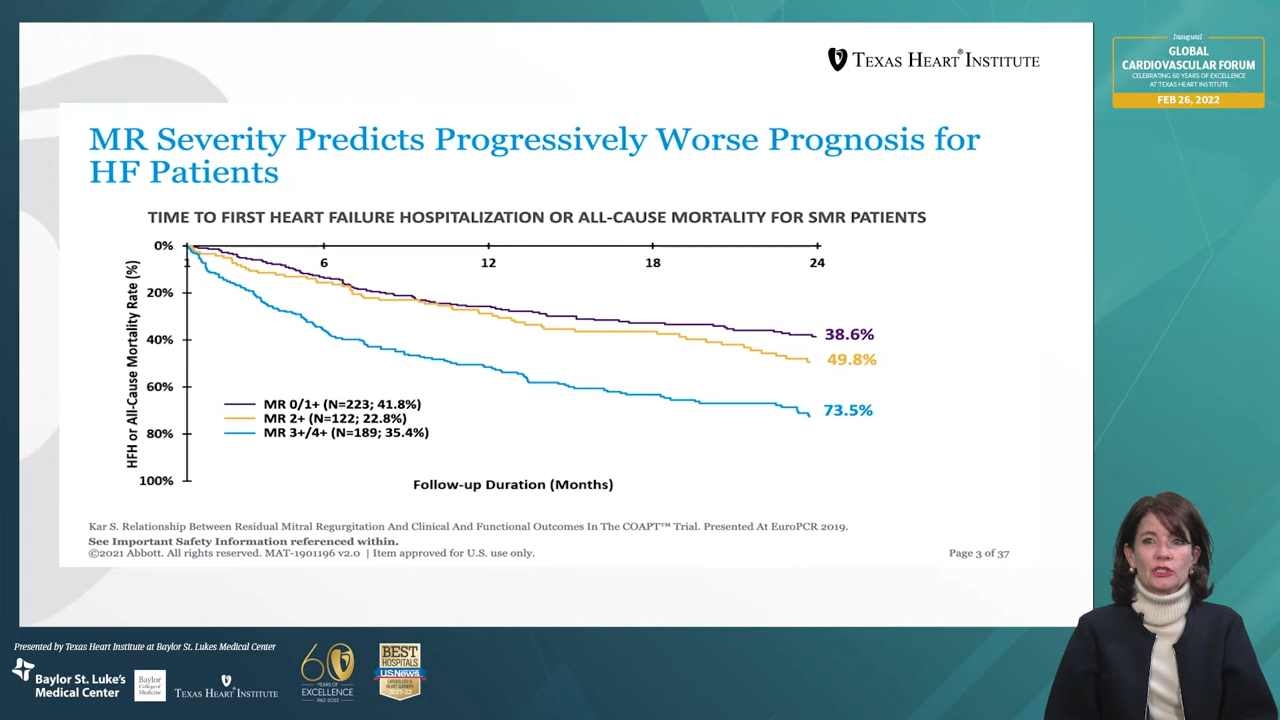 TEXAS HEART® INSTITUTE
Inaugural
GLOBAL
CARDIOVASCULAR FORUM
CELEBRATING 60 YEARS OF EXCELLENCE
AT TEXAS HEART INSTITUTE
FEB 26, 2022
MR Severity Predicts Progressively Worse Prognosis for
HF Patients
TIME TO FIRST HEART FAILURE HOSPITALIZATION OR ALL-CAUSE MORTALITY FOR SMR PATIENTS
HFH or All-Cause Mortality Rate (%)
0%
20%
40%
60%
80%
100%
1 6 12 18 24
38.6%
49.8%
73.5%
MR 0/1+ (N=223; 41.8%)
MR 2+ (N=122; 22.8%)
MR 3+/4+ (N=189; 35.4%)
Follow-up Duration (Months)
Kar S. Relationship Between Residual Mitral Regurgitation And Clinical And Functional Outcomes In The COAPT™ Trial. Presented At EuroPCR 2019.
See Important Safety Information referenced within.
©2021 Abbott. All rights reserved. MAT-1901196 v2.0 | Item approved for U.S. use only.
Page 3 of 37
Presented by Texas Heart Institute at Baylor St. Lukes Medical Center
Baylor St. Luke's
Medical Center
Baylor
College of
Medicine
TEXAS HEART® INSTITUTE
60
YEARS OF
EXCELLENCE
1962-2022
BEST
HOSPITALS
U.S. News